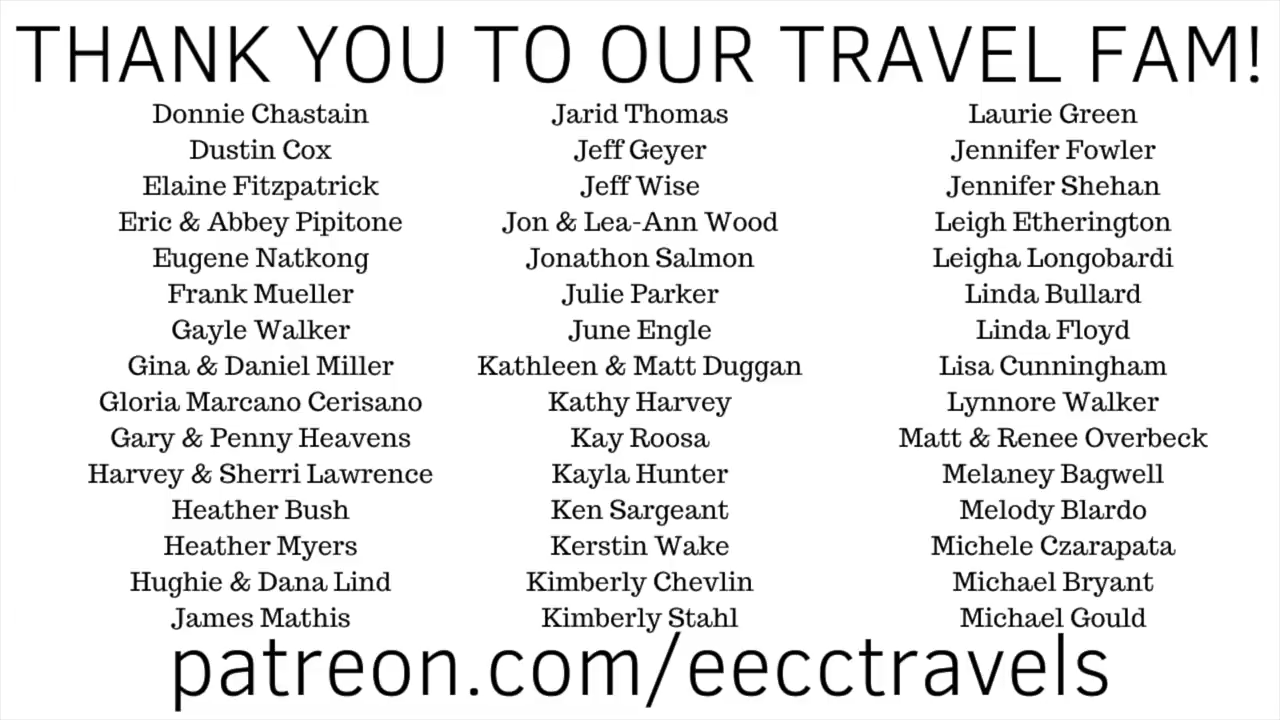 THANK YOU TO OUR TRAVEL FAM!
Donnie Chastain
Dustin Cox
Elaine Fitzpatrick
Eric & Abbey Pipitone
Eugene Natkong
Frank Mueller
Gayle Walker
Gina & Daniel Miller
Gloria Marcano Cerisano
Gary & Penny Heavens
Harvey & Sherri Lawrence
Heather Bush
Heather Myers
Hughie & Dana Lind
James Mathis
Jarid Thomas
Jeff Geyer
Jeff Wise
Jon & Lea-Ann Wood
Jonathon Salmon
Julie Parker
June Engle
Kathleen & Matt Duggan
Kathy Harvey
Kay Roosa
Kayla Hunter
Ken Sargeant
Kerstin Wake
Kimberly Chevlin
Kimberly Stahl
Laurie Green
Jennifer Fowler
Jennifer Shehan
Leigh Etherington
Leigha Longobardi
Linda Bullard
Linda Floyd
Lisa Cunningham
Lynnore Walker
Matt & Renee Overbeck
Melaney Bagwell
Melody Blardo
Michele Czarapata
Michael Bryant
Michael Gould
patreon.com/eecctravels